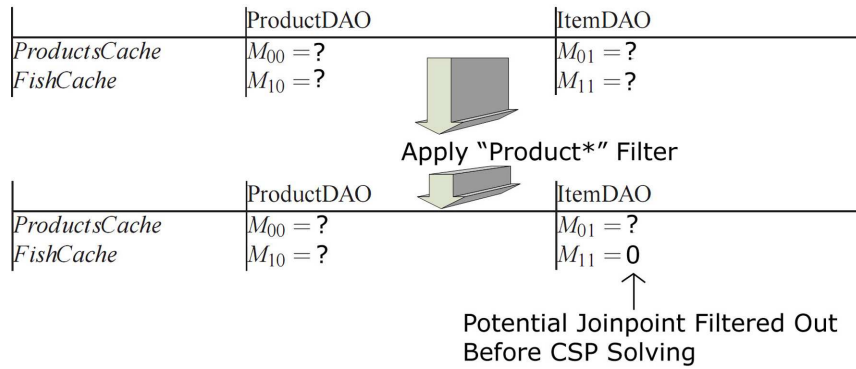 ProductDAO ItemDAO
ProductsCache M00 = ? M01 = ?
FishCache M10 = ? M11 = ?
Apply “Product*” Filter
ProductDAO ItemDAO
ProductsCache M00 = ? M01 = ?
FishCache M10 = ? M11 = 0
Potential Joinpoint Filtered Out
Before CSP Solving